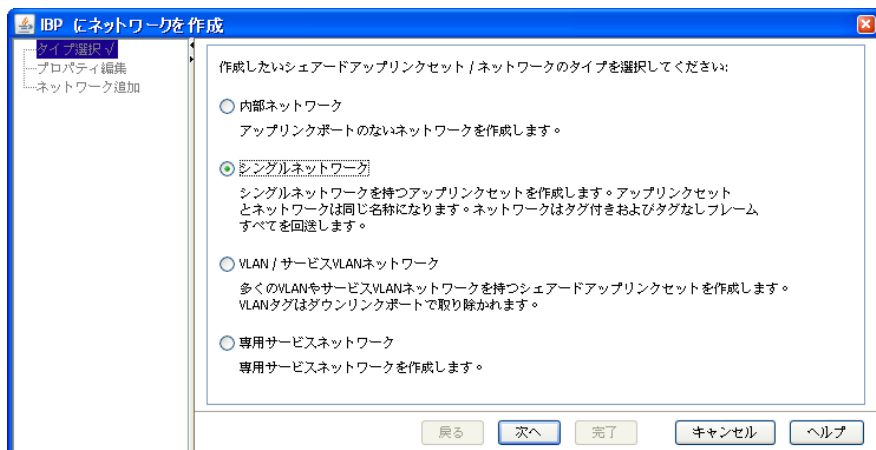 IBP にネットワークを作成
タイプ選択 √
プロパティ編集
ネットワーク追加
作成したいシェアードアップリンクセット / ネットワークのタイプを選択してください:
内部ネットワーク
アップリンクポートのないネットワークを作成します。
シングルネットワーク
シングルネットワークを持つアップリンクセットを作成します。アップリンクセット
とネットワークは同じ名称になります。ネットワークはタグ付きおよびタグなしフレーム
すべてを回送します。
VLAN / サービスVLANネットワーク
多くのVLANやサービスVLANネットワークを持つシェアードアップリンクセットを作成します。
VLANタグはダウンリンクポートで取り除かれます。
専用サービスネットワーク
専用サービスネットワークを作成します。
戻る 次へ 完了 キャンセル ヘルプ